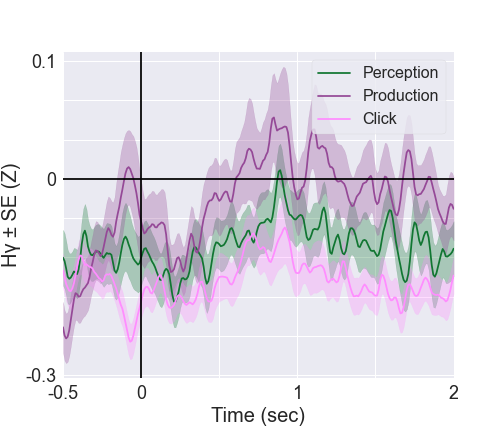 0.1
Perception
Production
Click
0
Hγ ± SE (Z)
-0.3
-0.5
0
1
2
Time (sec)